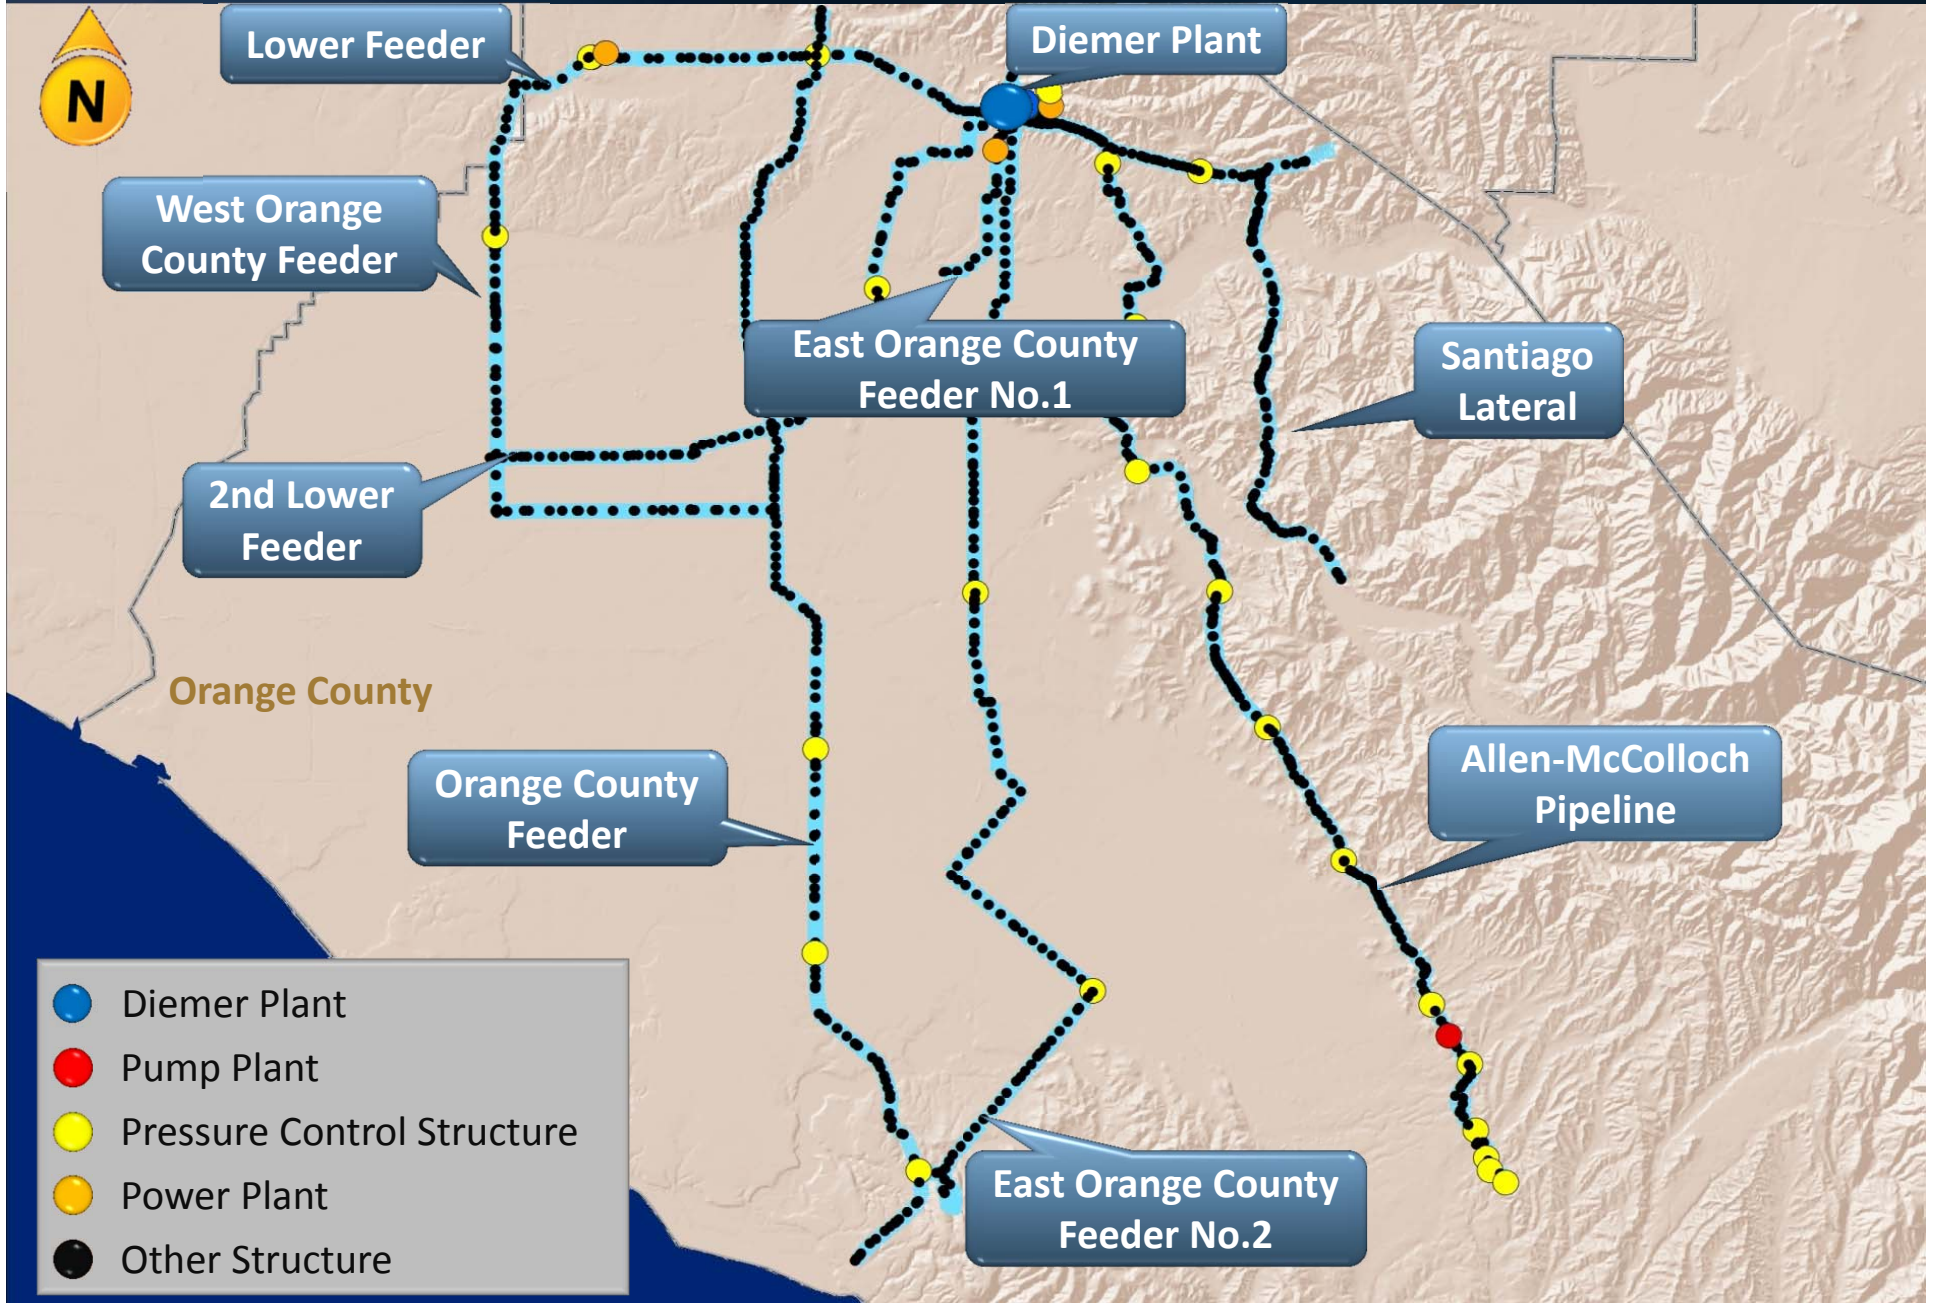 Lower Feeder
Diemer Plant
N
West Orange
County Feeder
East Orange County
Feeder No.1
Santiago
Lateral
2nd Lower
Feeder
Orange County
Orange County
Feeder
Allen-McColloch
Pipeline
East Orange County
Feeder No.2
Diemer Plant
Pump Plant
Pressure Control Structure
Power Plant
Other Structure